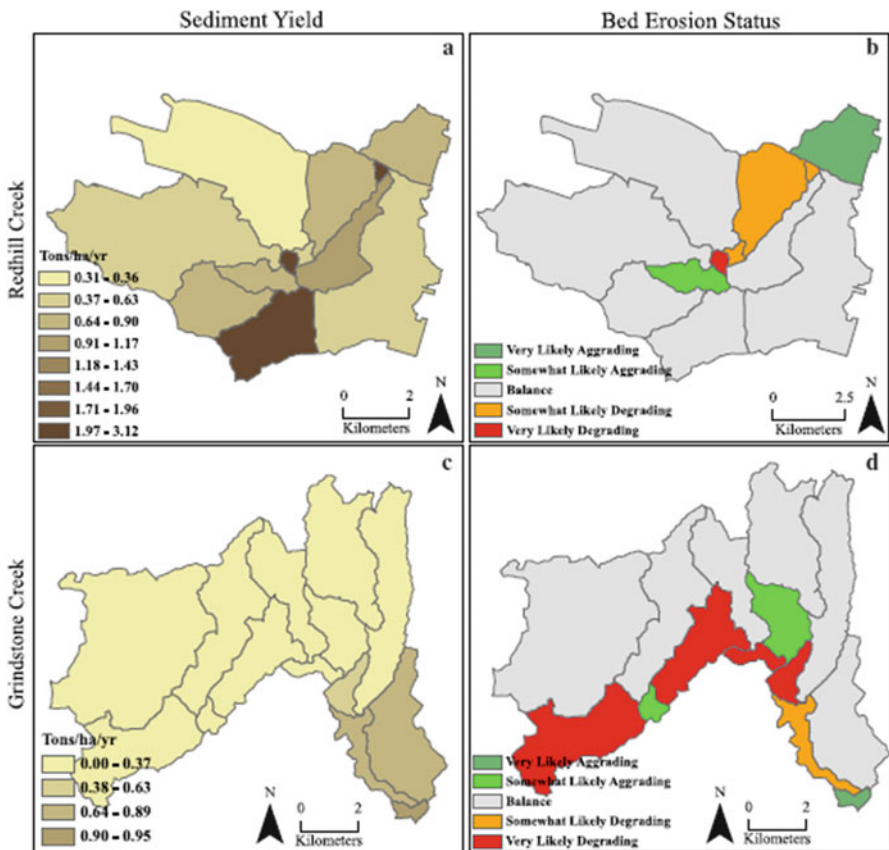 Sediment Yield
Bed Erosion Status
Redhill Creek
a
Tons/ha/yr
0.31 - 0.36
0.37 - 0.63
0.64 - 0.90
0.91 - 1.17
1.18 - 1.43
1.44 - 1.70
1.71 - 1.96
1.97 - 3.12
0 2
Kilometers
N
b
Very Likely Aggrading
Somewhat Likely Aggrading
Balance
Somewhat Likely Degrading
Very Likely Degrading
0 2.5
Kilometers
N
Grindstone Creek
c
Tons/ha/yr
0.00 - 0.37
0.38 - 0.63
0.64 - 0.89
0.90 - 0.95
N
0 2
Kilometers
d
Very Likely Aggrading
Somewhat Likely Aggrading
Balance
Somewhat Likely Degrading
Very Likely Degrading
N
0 2
Kilometers